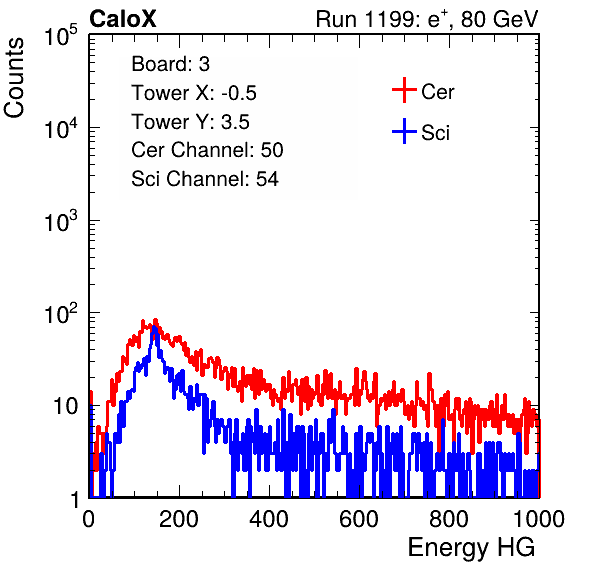 CaloX Run 1199: e⁺, 80 GeV
Counts
10⁵
10⁴
10³
10²
10
1
Board: 3
Tower X: -0.5
Tower Y: 3.5
Cer Channel: 50
Sci Channel: 54
Cer
Sci
0 200 400 600 800 1000
Energy HG